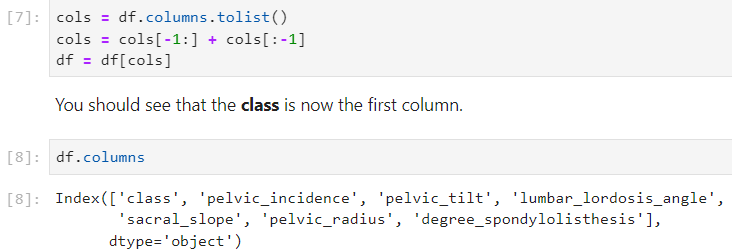 [7]: cols = df.columns.tolist()
cols = cols[-1:] + cols[:-1]
df = df[cols]
You should see that the class is now the first column.
[8]: df.columns
[8]: Index(['class', 'pelvic_incidence', 'pelvic_tilt', 'lumbar_lordosis_angle',
'sacral_slope', 'pelvic_radius', 'degree_spondylolisthesis'],
dtype='object')